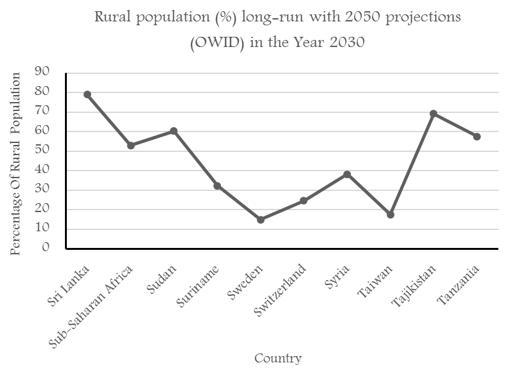 Rural population (%) long-run with 2050 projections
(OWID) in the Year 2030
Percentage Of Rural Population
90
80
70
60
50
40
30
20
10
0
Sri Lanka
Sub-Saharan Africa
Sudan
Suriname
Sweden
Switzerland
Syria
Taiwan
Tajikistan
Tanzania
Country